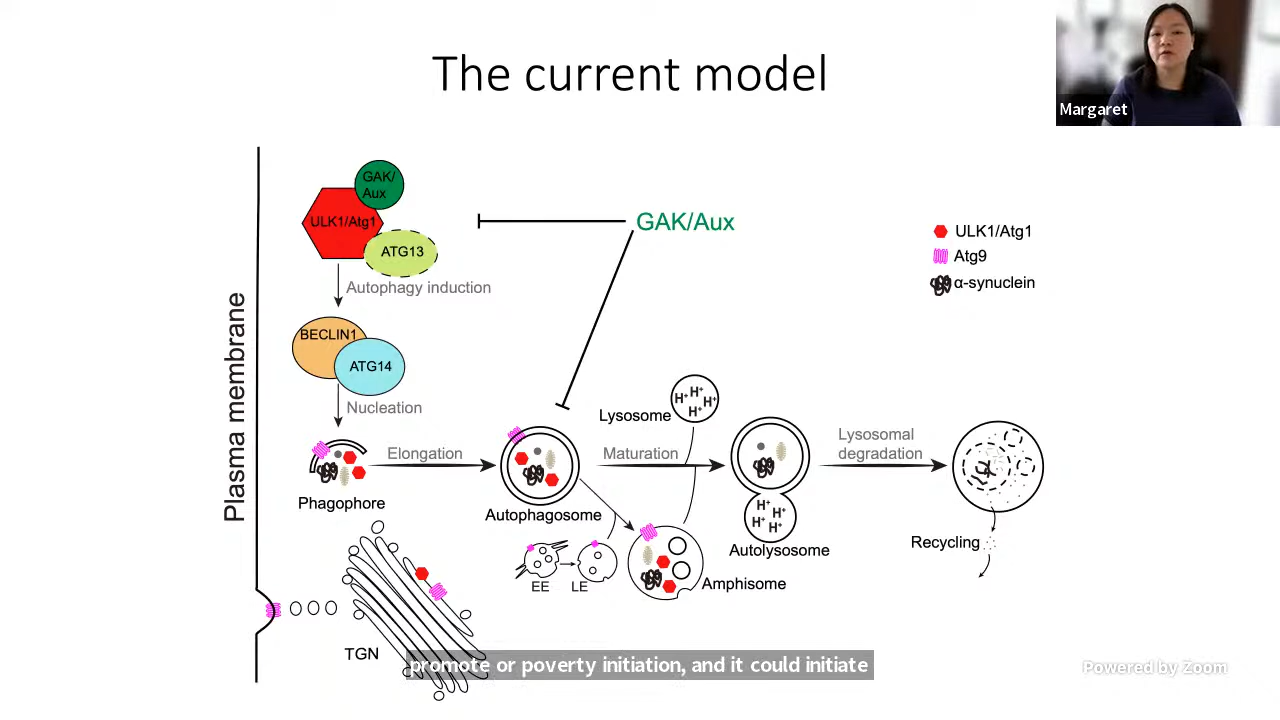 The current model
Margaret
GAK/
Aux
ULK1/Atg1
ATG13
GAK/Aux
ULK1/Atg1
Atg9
α-synuclein
Autophagy induction
Plasma membrane
BECLIN1
ATG14
Nucleation
Lysosome
H+ H+
H+ H+
Elongation
Maturation
Lysosomal
degradation
Phagophore
Autophagosome
H+ H+
H+ H+
Autolysosome
Recycling
EE
LE
Amphisome
TGN
promote or poverty initiation, and it could initiate
Powered by Zoom